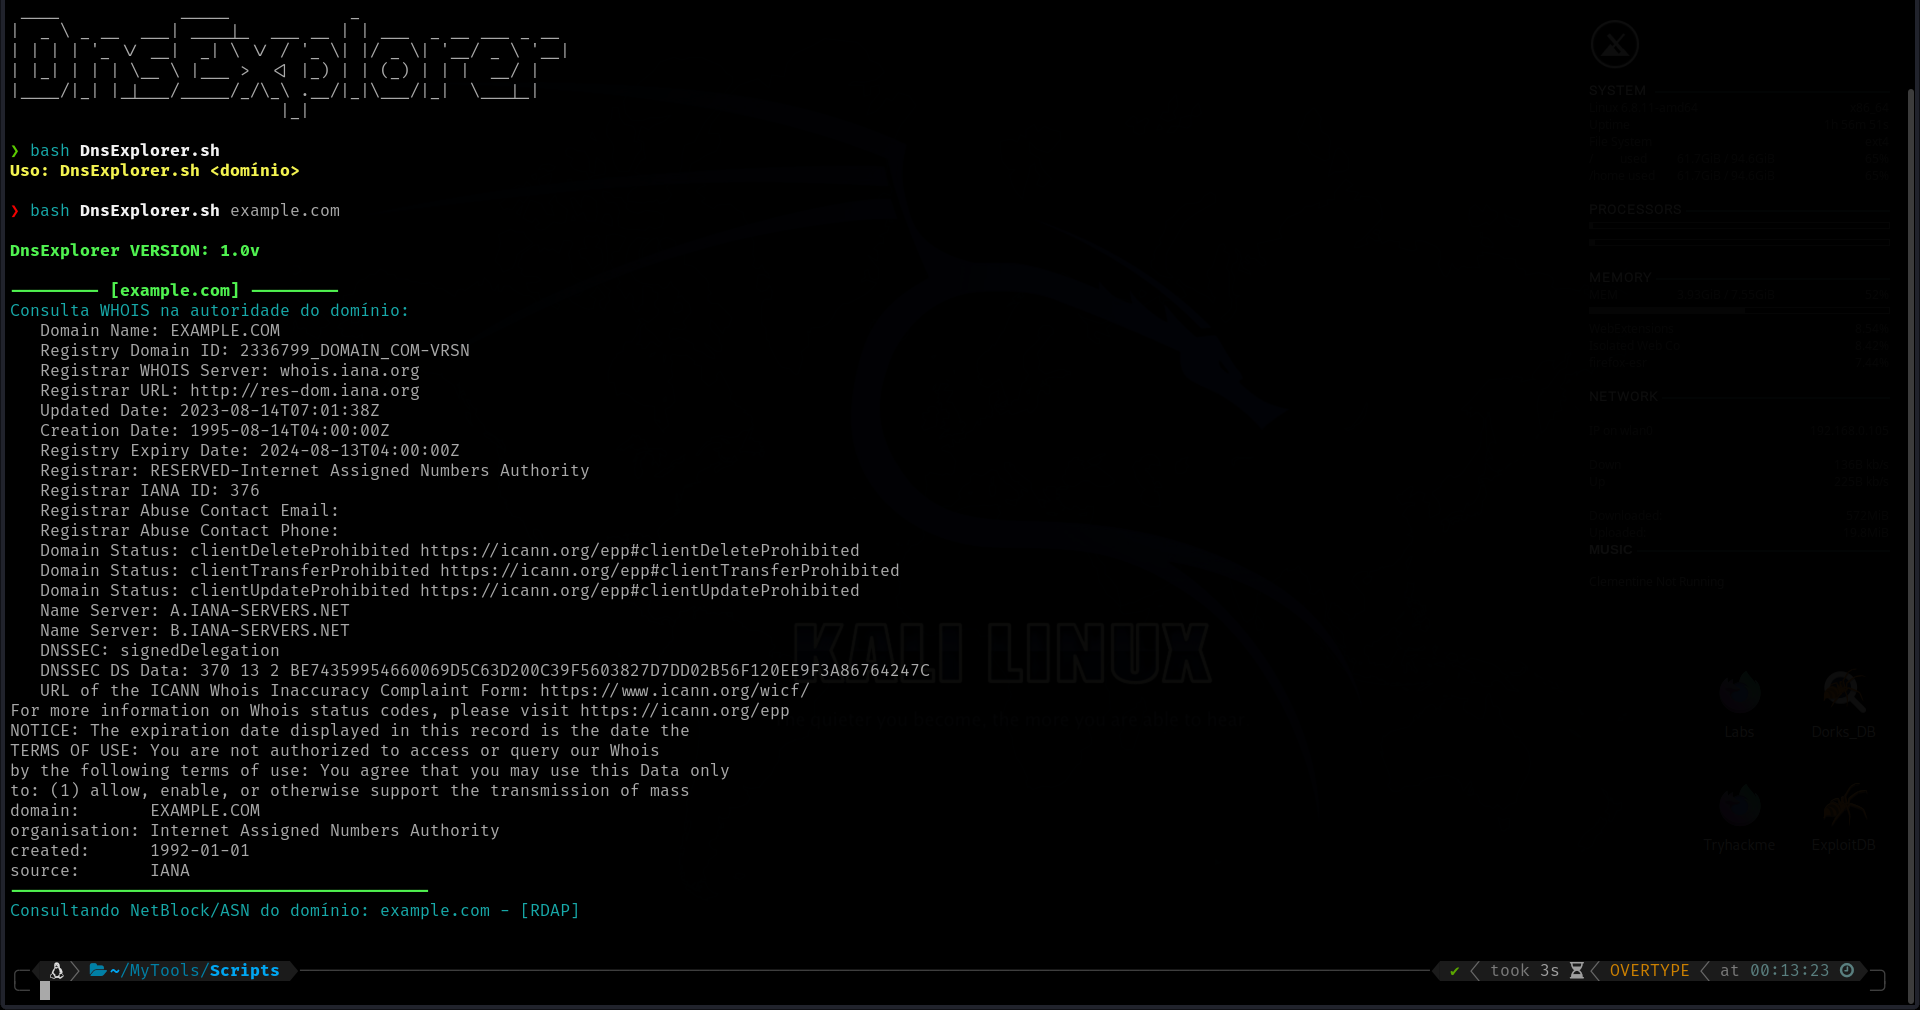 DnsExplorer
❯ bash DnsExplorer.sh
Uso: DnsExplorer.sh <domínio>
❯ bash DnsExplorer.sh example.com
DnsExplorer VERSION: 1.0v
[example.com]
Consulta WHOIS na autoridade do domínio:
Domain Name: EXAMPLE.COM
Registry Domain ID: 2336799_DOMAIN_COM-VRSN
Registrar WHOIS Server: whois.iana.org
Registrar URL: http://res-dom.iana.org
Updated Date: 2023-08-14T07:01:38Z
Creation Date: 1995-08-14T04:00:00Z
Registry Expiry Date: 2024-08-13T04:00:00Z
Registrar: RESERVED-Internet Assigned Numbers Authority
Registrar IANA ID: 376
Registrar Abuse Contact Email:
Registrar Abuse Contact Phone:
Domain Status: clientDeleteProhibited https://icann.org/epp#clientDeleteProhibited
Domain Status: clientTransferProhibited https://icann.org/epp#clientTransferProhibited
Domain Status: clientUpdateProhibited https://icann.org/epp#clientUpdateProhibited
Name Server: A.IANA-SERVERS.NET
Name Server: B.IANA-SERVERS.NET
DNSSEC: signedDelegation
DNSSEC DS Data: 370 13 2 BE74359954660069D5C63D200C39F5603827D7DD02B56F120EE9F3A86764247C
URL of the ICANN Whois Inaccuracy Complaint Form: https://www.icann.org/wicf/
For more information on Whois status codes, please visit https://icann.org/epp
NOTICE: The expiration date displayed in this record is the date the
TERMS OF USE: You are not authorized to access or query our Whois
by the following terms of use: You agree that you may use this Data only
to: (1) allow, enable, or otherwise support the transmission of mass
domain: EXAMPLE.COM
organisation: Internet Assigned Numbers Authority
created: 1992-01-01
source: IANA
Consultando NetBlock/ASN do domínio: example.com - [RDAP]
~/MyTools/Scripts
✔ took 3s OVERTYPE at 00:13:23
KALI LINUX
SYSTEM
PROCESSORS
MEMORY
NETWORK
MUSIC
Labs
Dorks_DB
Tryhackme
ExploitDB